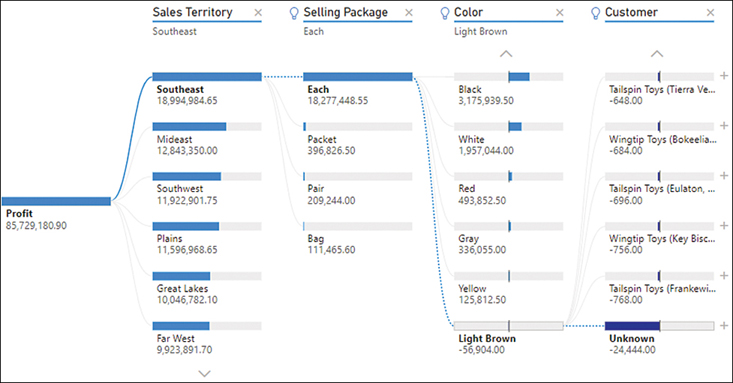 Sales Territory
Southeast
Selling Package
Each
Color
Light Brown
Customer
Profit
85,729,180.90
Southeast
18,994,984.65
Mideast
12,843,350.00
Southwest
11,922,901.75
Plains
11,596,968.65
Great Lakes
10,046,782.10
Far West
9,923,891.70
Each
18,277,448.55
Packet
396,826.50
Pair
209,244.00
Bag
111,465.60
Black
3,175,939.50
White
1,957,044.00
Red
493,852.50
Gray
336,055.00
Yellow
125,812.50
Light Brown
-56,904.00
Tailspin Toys (Tierra Ve...
-648.00
Wingtip Toys (Bokeelia...
-684.00
Tailspin Toys (Eulaton, ...
-696.00
Wingtip Toys (Key Bisc...
-756.00
Tailspin Toys (Frankewi...
-768.00
Unknown
-24,444.00